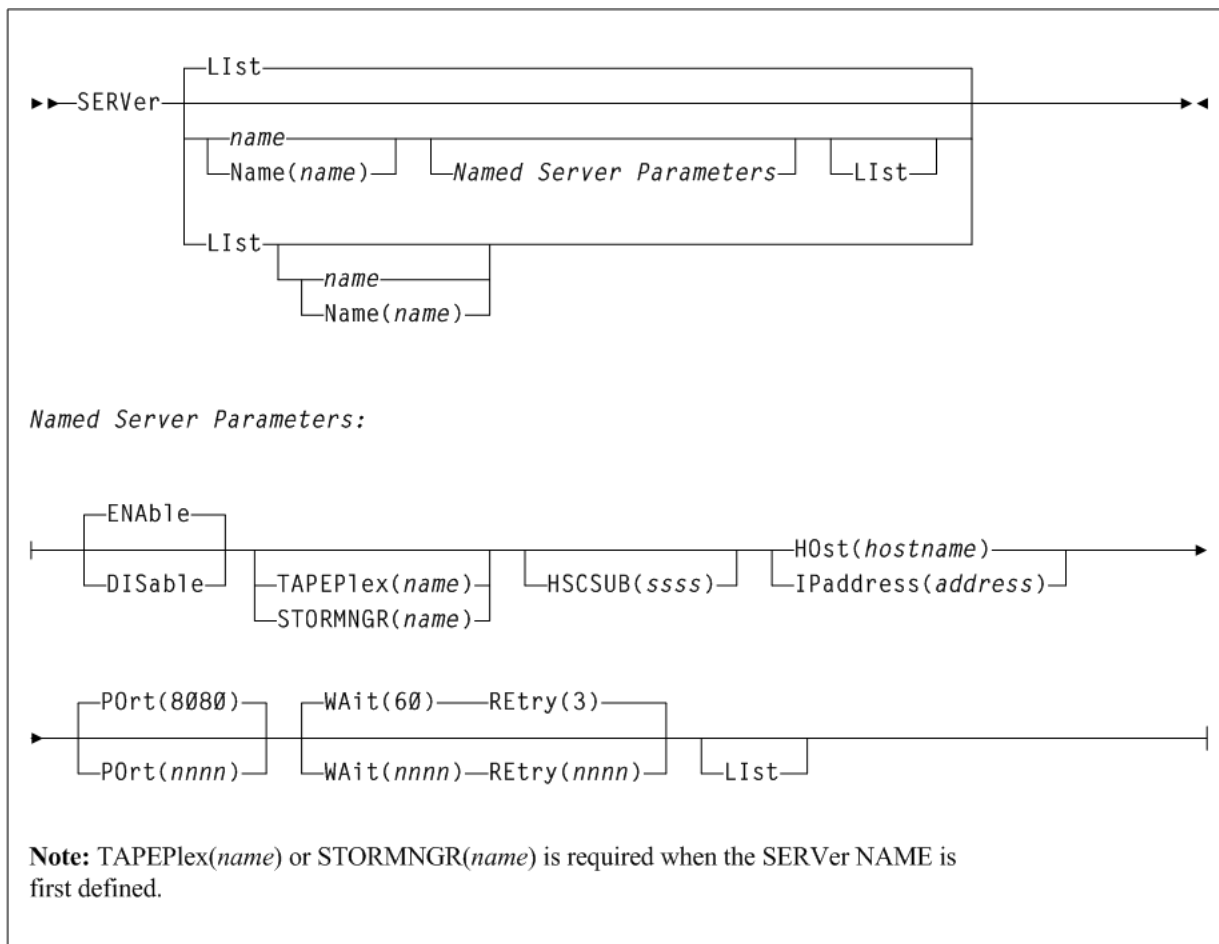 LIst
SERVer
name
Name(name) Named Server Parameters LIst
LIst
name
Name(name)
Named Server Parameters:
ENAble
DISable
TAPEPlex(name)
STORMNGR(name)
HSCSUB(ssss)
HOst(hostname)
IPaddress(address)
POrt(8080)
POrt(nnnn)
WAit(60) REtry(3)
WAit(nnnn) REtry(nnnn)
LIst
Note: TAPEPlex(name) or STORMNGR(name) is required when the SERVer NAME is
first defined.